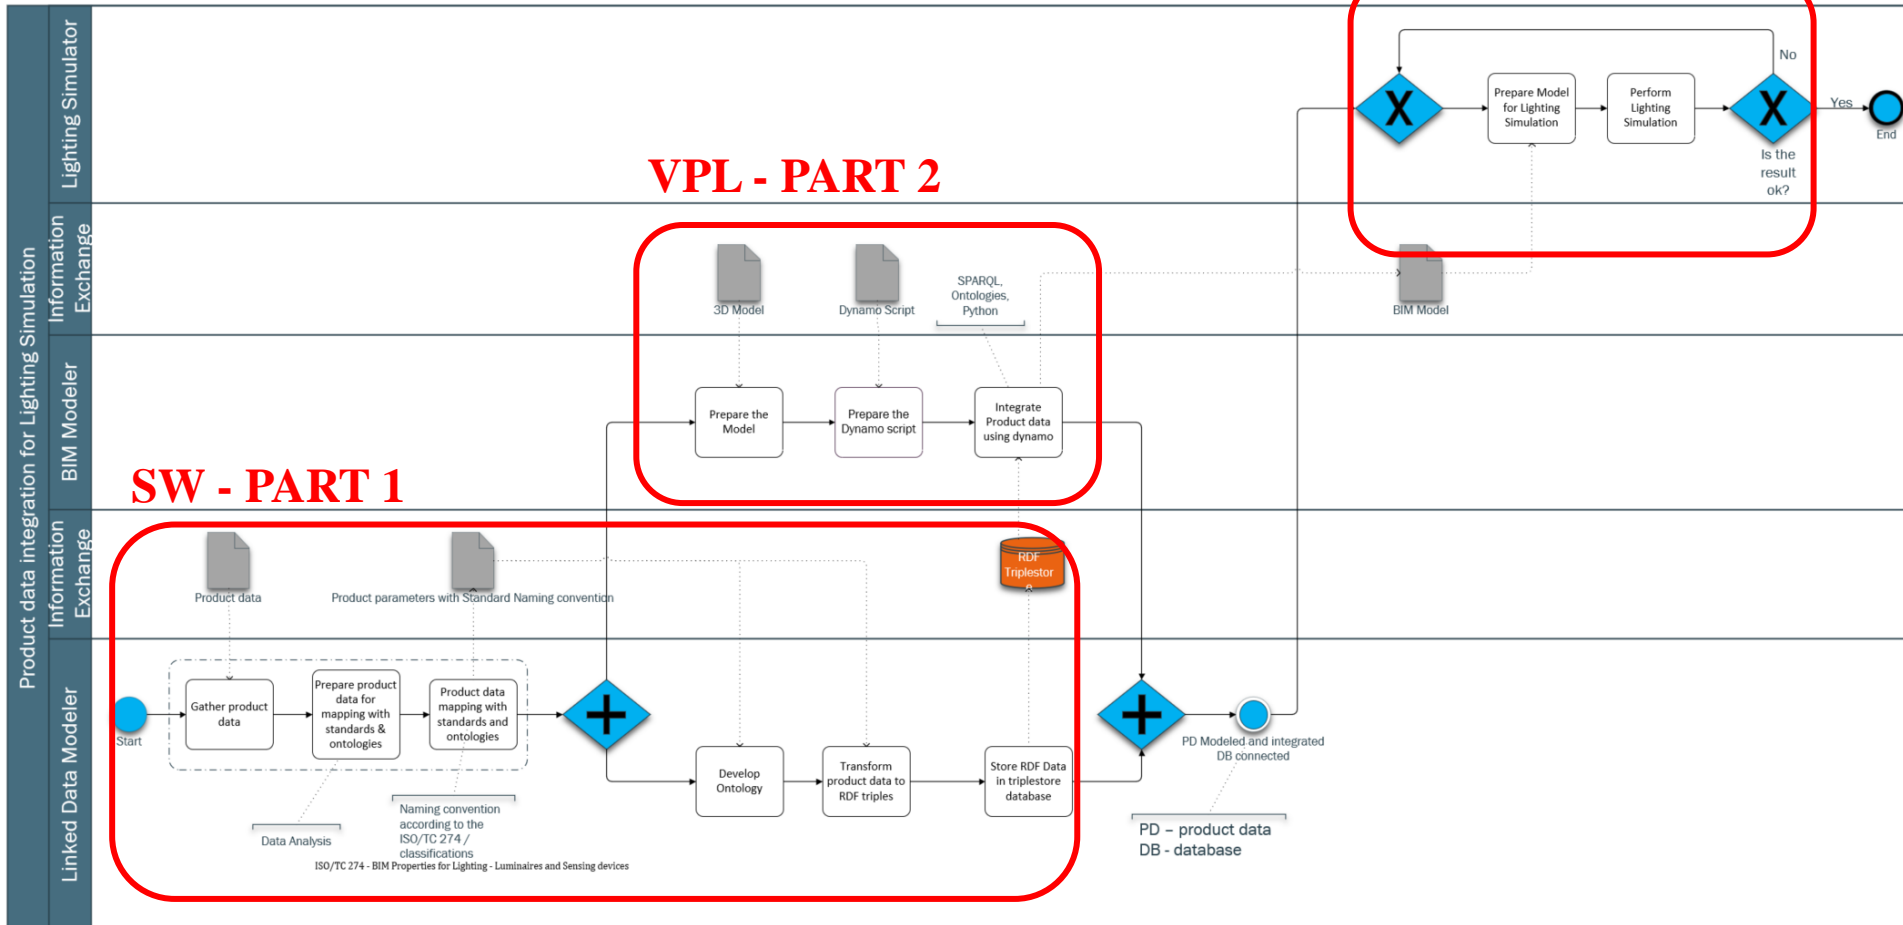 Product data integration for Lighting Simulation
Lighting Simulator
No
Prepare Model
for Lighting
Simulation
Perform
Lighting
Simulation
X
X
Yes
End
Is the
result
ok?
VPL - PART 2
Information
Exchange
3D Model
Dynamo Script
SPARQL,
Ontologies,
Python
BIM Model
BIM Modeler
Prepare the
Model
Prepare the
Dynamo script
Integrate
Product data
using dynamo
SW - PART 1
Information
Exchange
Product data
Product parameters with Standard Naming convention
RDF
Triplestor
e
Linked Data Modeler
Start
Gather product
data
Prepare product
data for
mapping with
standards &
ontologies
Product data
mapping with
standards and
ontologies
Develop
Ontology
Transform
product data to
RDF triples
Store RDF Data
in triplestore
database
PD Modeled and integrated
DB connected
Data Analysis
Naming convention
according to the
ISO/TC 274 /
classifications
ISO/TC 274 - BIM Properties for Lighting - Luminaires and Sensing devices
PD – product data
DB - database